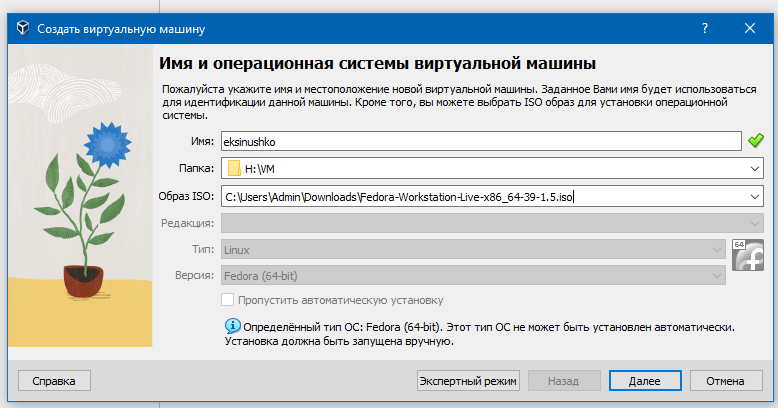 Создать виртуальную машину
?
Имя и операционная системы виртуальной машины
Пожалуйста укажите имя и местоположение новой виртуальной машины. Заданное Вами имя будет использоваться
для идентификации данной машины. Кроме того, вы можете выбрать ISO образ для установки операционной
системы.
Имя: eksinushko
Папка: H:\VM
Образ ISO: C:\Users\Admin\Downloads\Fedora-Workstation-Live-x86_64-39-1.5.iso
Редакция:
Тип: Linux
64
Версия: Fedora (64-bit)
Пропустить автоматическую установку
Определённый тип ОС: Fedora (64-bit). Этот тип ОС не может быть установлен автоматически.
Установка должна быть запущена вручную.
Справка Экспертный режим Назад Далее Отмена